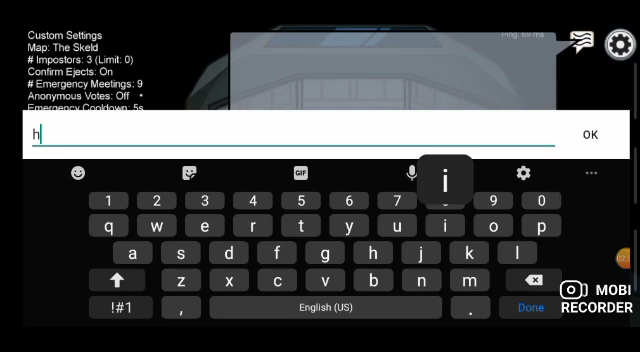 Custom Settings
Map: The Skeld
# Impostors: 3 (Limit: 0)
Confirm Ejects: On
# Emergency Meetings: 9
Anonymous Votes: Off
Emergency Cooldown: 5s
Ping: 69 ms
h
OK
GIF
i
1 2 3 4 5 6 7 9 0
q w e r t y u i o p
a s d f g h j k l
z x c v b n m
!#1 , English (US) . Done
MOBI
RECORDER